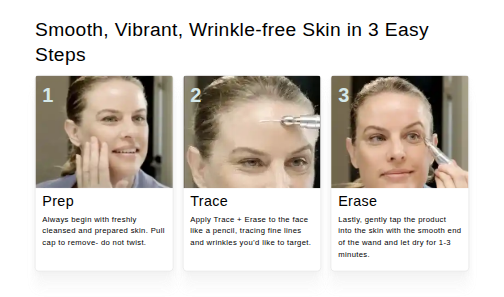 Smooth, Vibrant, Wrinkle-free Skin in 3 Easy
Steps
1
2
3
Prep
Always begin with freshly
cleansed and prepared skin. Pull
cap to remove- do not twist.
Trace
Apply Trace + Erase to the face
like a pencil, tracing fine lines
and wrinkles you'd like to target.
Erase
Lastly, gently tap the product
into the skin with the smooth end
of the wand and let dry for 1-3
minutes.